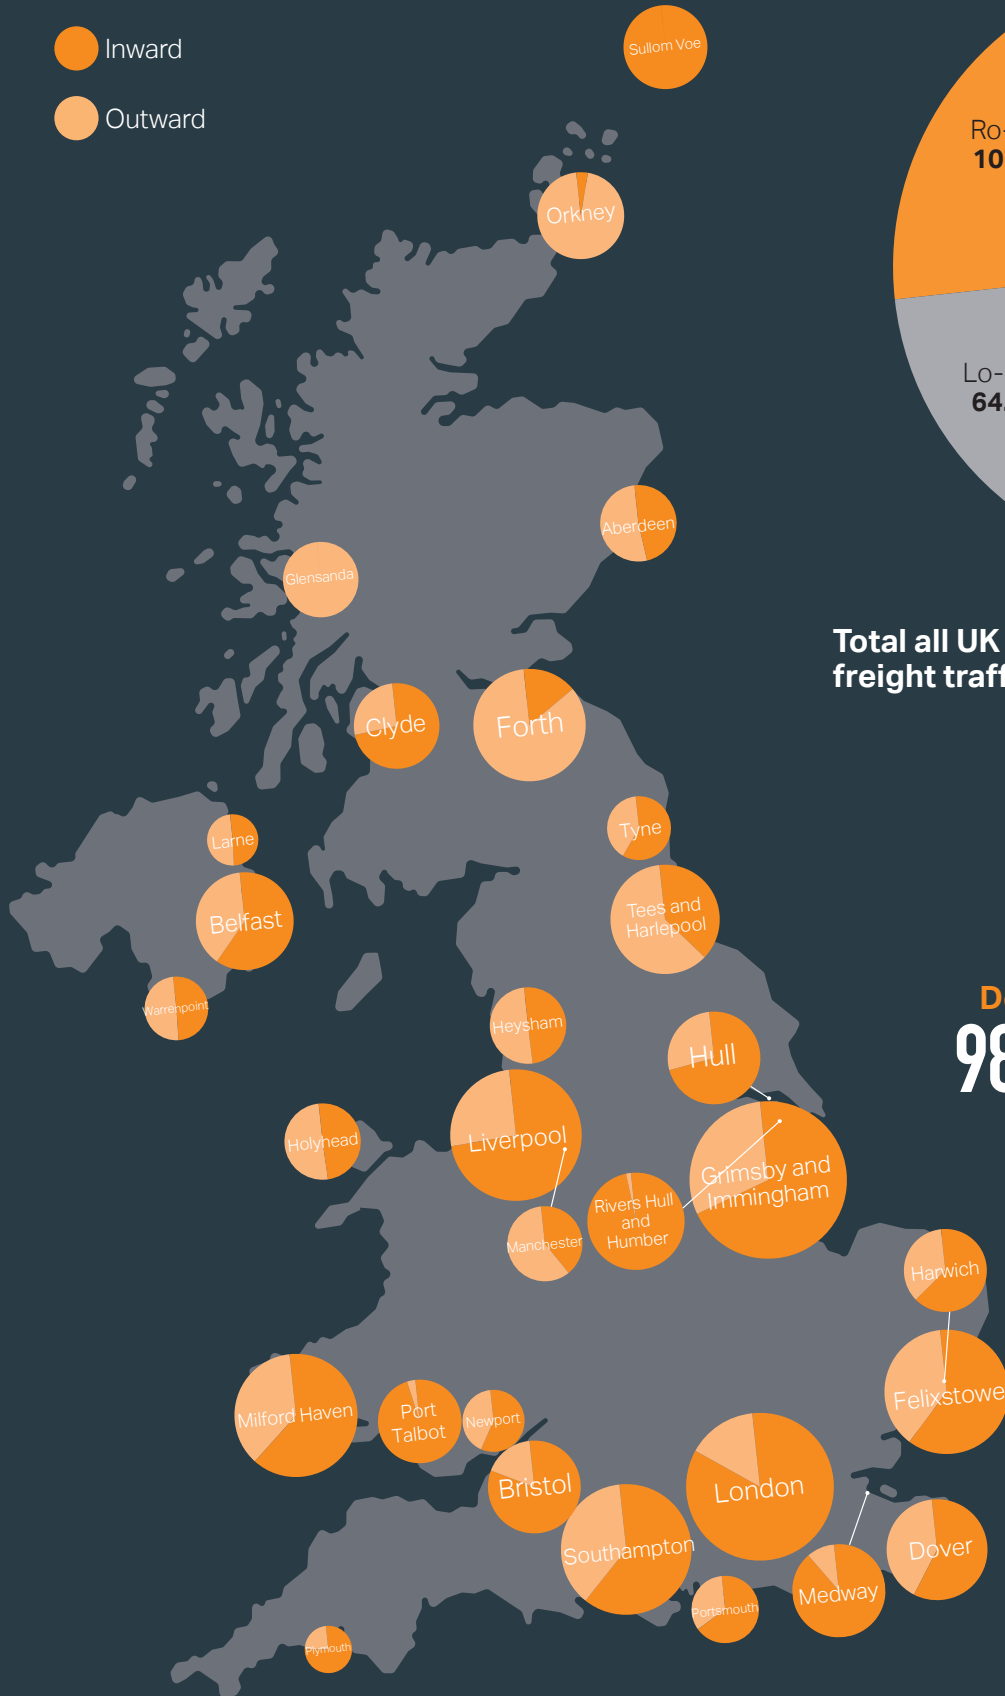 Inward
Outward
Sullom Voe
Ro-
10
Orkney
Lo-
64.
Aberdeen
Glensanda
Total all UK
freight traff
Clyde
Forth
Larne
Tyne
Belfast
Tees and
Harlepool
Warrenpoint
D
98
Heysham
Hull
Holyhead
Liverpool
Grimsby and
Immingham
Rivers Hull
and
Humber
Manchester
Harwich
Milford Haven
Port
Talbot
Newport
Felixstowe
Bristol
London
Southampton
Dover
Medway
Portsmouth
Plymouth